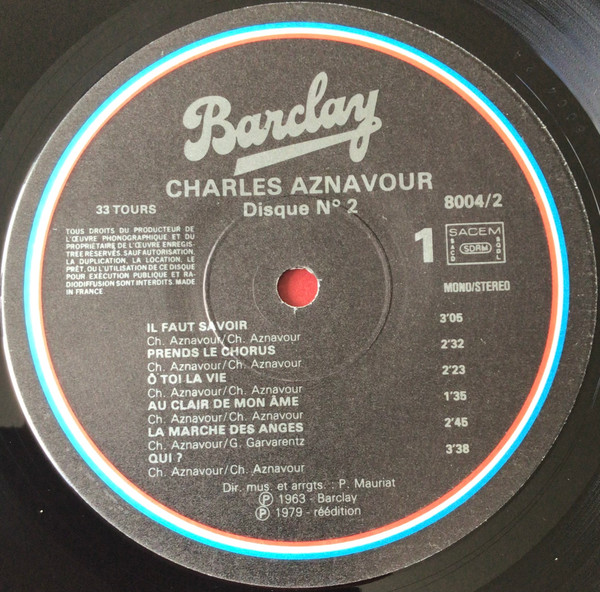 Barclay
CHARLES AZNAVOUR
33 TOURS
Disque N° 2
8004/2
TOUS DROITS DU PRODUCTEUR DE
L'ŒUVRE PHONOGRAPHIQUE ET DU
PROPRIÉTAIRE DE L'ŒUVRE ENREGIS-
TRÉE RÉSERVÉS. SAUF AUTORISATION,
LA DUPLICATION, LA LOCATION, LE
PRÊT, OU L'UTILISATION DE CE DISQUE
POUR EXÉCUTION PUBLIQUE ET RA-
DIODIFFUSION SONT INTERDITS. MADE
IN FRANCE
1
SACEM
SACD
SDRM
SGDL
MONO/STEREO
IL FAUT SAVOIR 3'05
Ch. Aznavour/Ch. Aznavour
PRENDS LE CHORUS 2'32
Ch. Aznavour/Ch. Aznavour
Ô TOI LA VIE 2'23
Ch. Aznavour/Ch. Aznavour
AU CLAIR DE MON ÂME 1'35
Ch. Aznavour/Ch. Aznavour
LA MARCHE DES ANGES 2'45
Ch. Aznavour/G. Garvarentz
QUI ? 3'38
Ch. Aznavour/Ch. Aznavour
Dir. mus. et arrgts. : P. Mauriat
Ⓟ 1963 - Barclay
Ⓟ 1979 - réédition